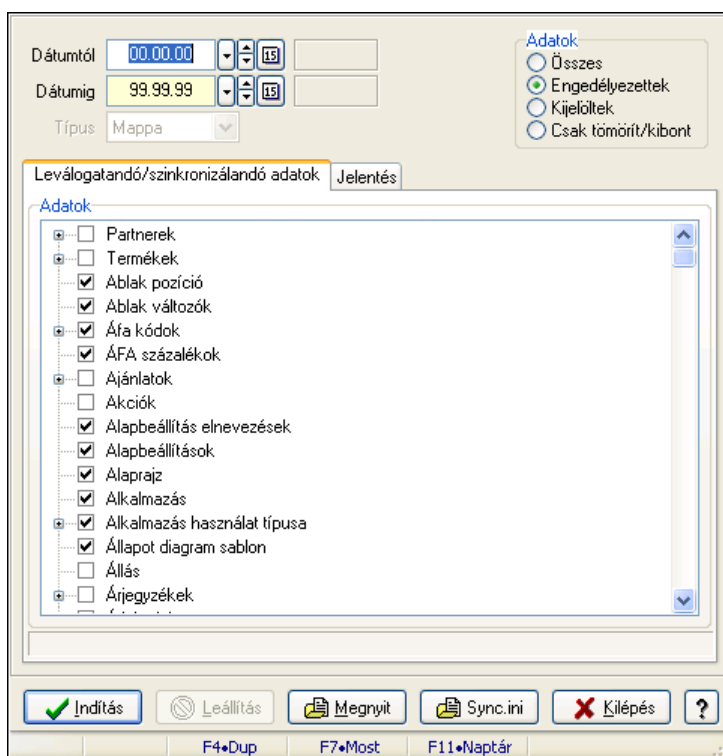 Dátumtól 00.00.00 15
Dátumig 99.99.99 15
Típus Mappa
Adatok
Összes
Engedélyezettek
Kijelöltek
Csak tömörít/kibont
Leválogatandó/szinkronizálandó adatok Jelentés
Adatok
Partnerek
Termékek
Ablak pozíció
Ablak változók
Áfa kódok
ÁFA százalékok
Ajánlatok
Akciók
Alapbeállítás elnevezések
Alapbeállítások
Alaprajz
Alkalmazás
Alkalmazás használat típusa
Állapot diagram sablon
Állás
Árjegyzékek
Indítás Leállítás Megnyit Sync.ini Kilépés ?
F4•Dup F7•Most F11•Naptár